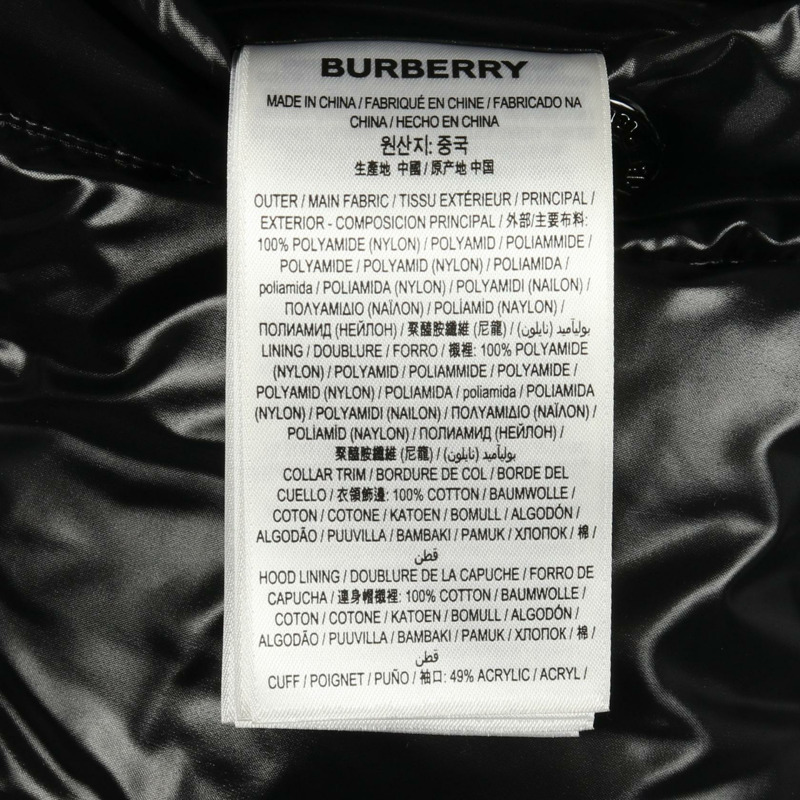 BURBERRY
MADE IN CHINA / FABRIQUÉ EN CHINE / FABRICADO NA
CHINA / HECHO EN CHINA
원산지: 중국
生產地 中國 / 原产地 中国
OUTER / MAIN FABRIC / TISSU EXTÉRIEUR / PRINCIPAL /
EXTERIOR - COMPOSICION PRINCIPAL / 外部/主要布料:
100% POLYAMIDE (NYLON) / POLYAMID / POLIAMMIDE /
POLYAMIDE / POLYAMID (NYLON) / POLIAMIDA /
poliamida / POLIAMIDA (NYLON) / POLIAMIDI (NAILON) /
ΠΟΛΥΑΜΙΔΙΟ (ΝΑΪΛΟΝ) / POLİAMİD (NAYLON) /
ПОЛИАМИД (НЕЙЛОН) / 聚醯胺纖維 (尼龍) / بوليآميد (نايلون)
LINING / DOUBLURE / FORRO / 襯裡: 100% POLYAMIDE
(NYLON) / POLYAMID / POLIAMMIDE / POLYAMIDE /
POLYAMID (NYLON) / POLIAMIDA / poliamida / POLIAMIDA
(NYLON) / POLYAMIDI (NAILON) / ΠΟΛΥΑΜΙΔΙΟ (ΝΑΪΛΟΝ) /
POLİAMİD (NAYLON) / ПОЛИАМИД (НЕЙЛОН) /
聚醯胺纖維 (尼龍) / بوليآميد (نايلون)
COLLAR TRIM / BORDURE DE COL / BORDE DEL
CUELLO / 衣領飾邊: 100% COTTON / BAUMWOLLE /
COTON / COTONE / KATOEN / BOMULL / ALGODÓN /
ALGODÃO / PUUVILLA / BAMBAKI / PAMUK / ХЛОПОК / 棉 /
قطن
HOOD LINING / DOUBLURE DE LA CAPUCHE / FORRO DE
CAPUCHA / 連身帽襯裡: 100% COTTON / BAUMWOLLE /
COTON / COTONE / KATOEN / BOMULL / ALGODÓN /
ALGODÃO / PUUVILLA / BAMBAKI / PAMUK / ХЛОПОК / 棉 /
قطن
CUFF / POIGNET / PUÑO / 袖口: 49% ACRYLIC / ACRYL /